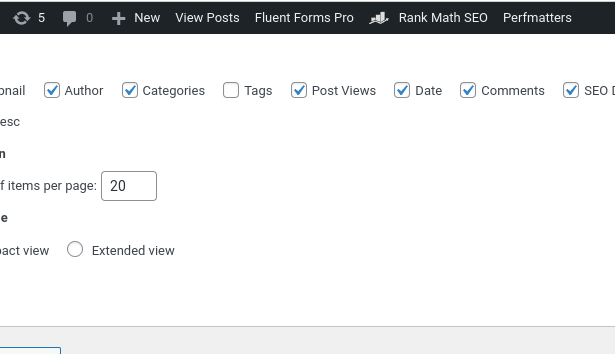 5 0 New View Posts Fluent Forms Pro Rank Math SEO Perfmatters
bnail Author Categories Tags Post Views Date Comments SEO D
esc
n
f items per page: 20
e
pact view Extended view